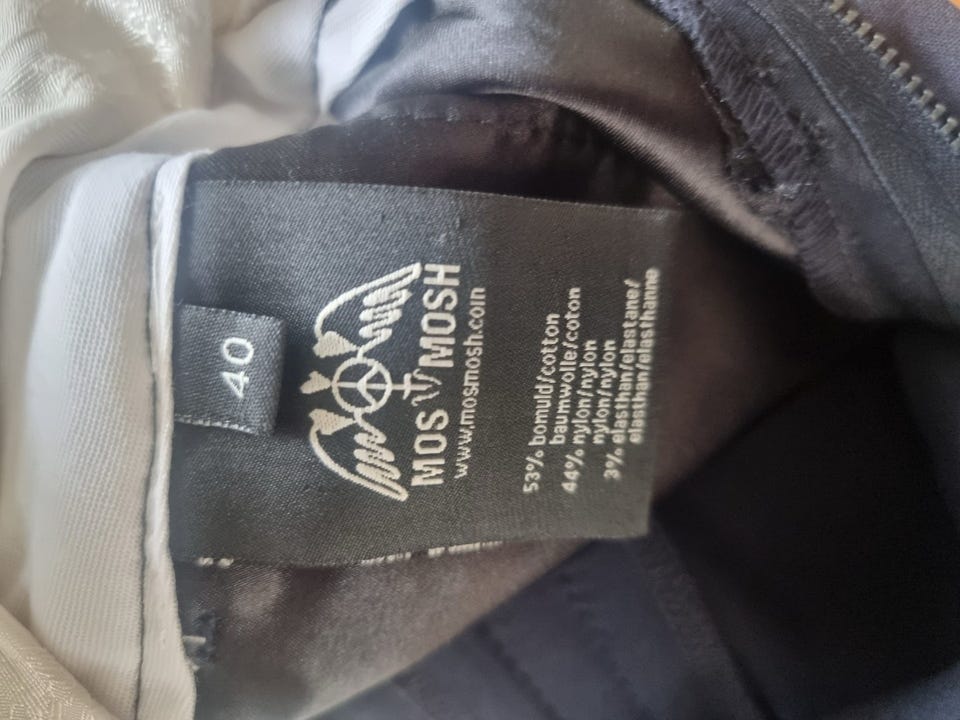 40
MOS MOSH
www.mosmosh.com
53% bomuld/cotton
baumwolle/coton
44% nylon/nylon
nylon/nylon
3% elasthan/elastane/
elasthan/elasthanne